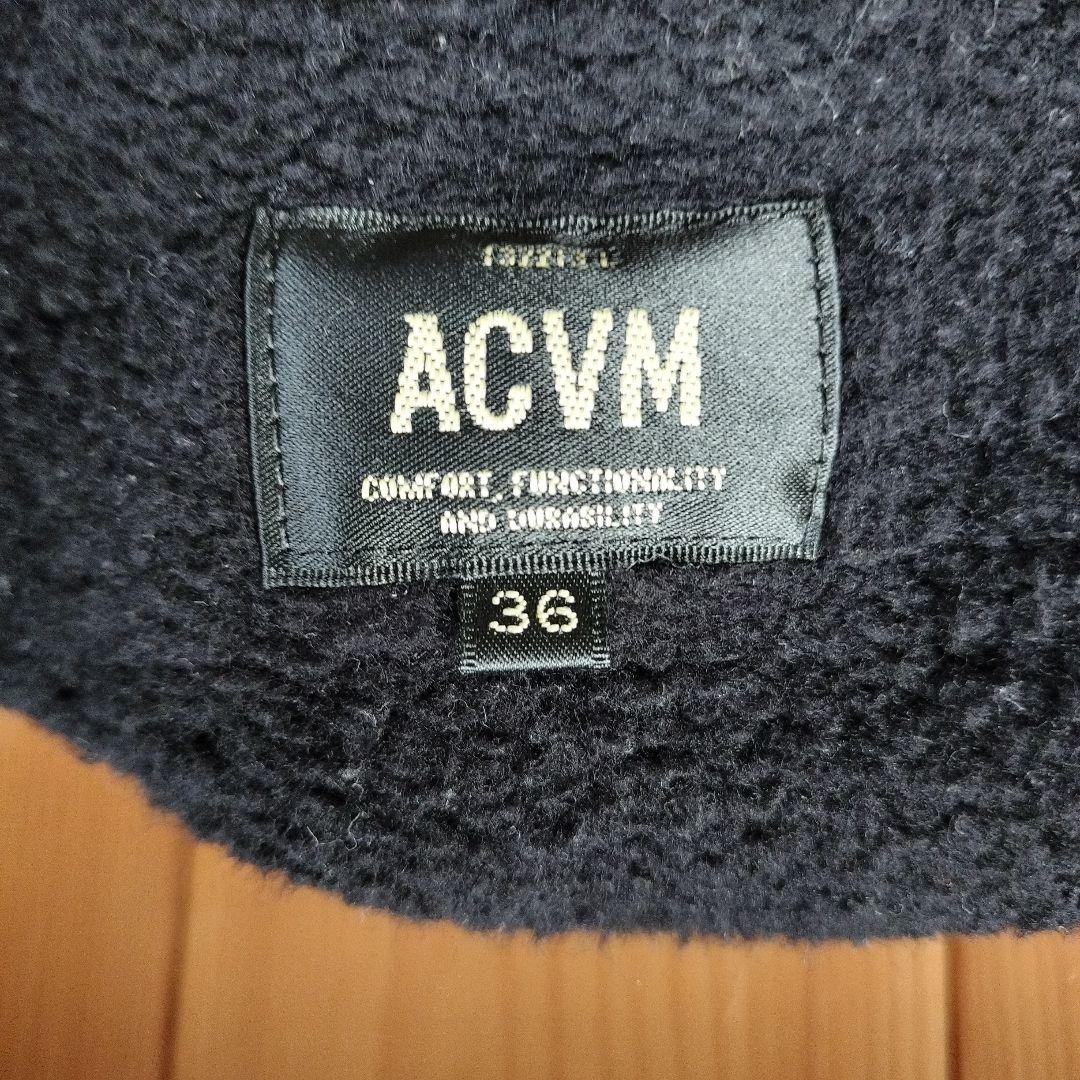 ACVM
COMFORT, FUNCTIONALITY
AND DURABILITY
36